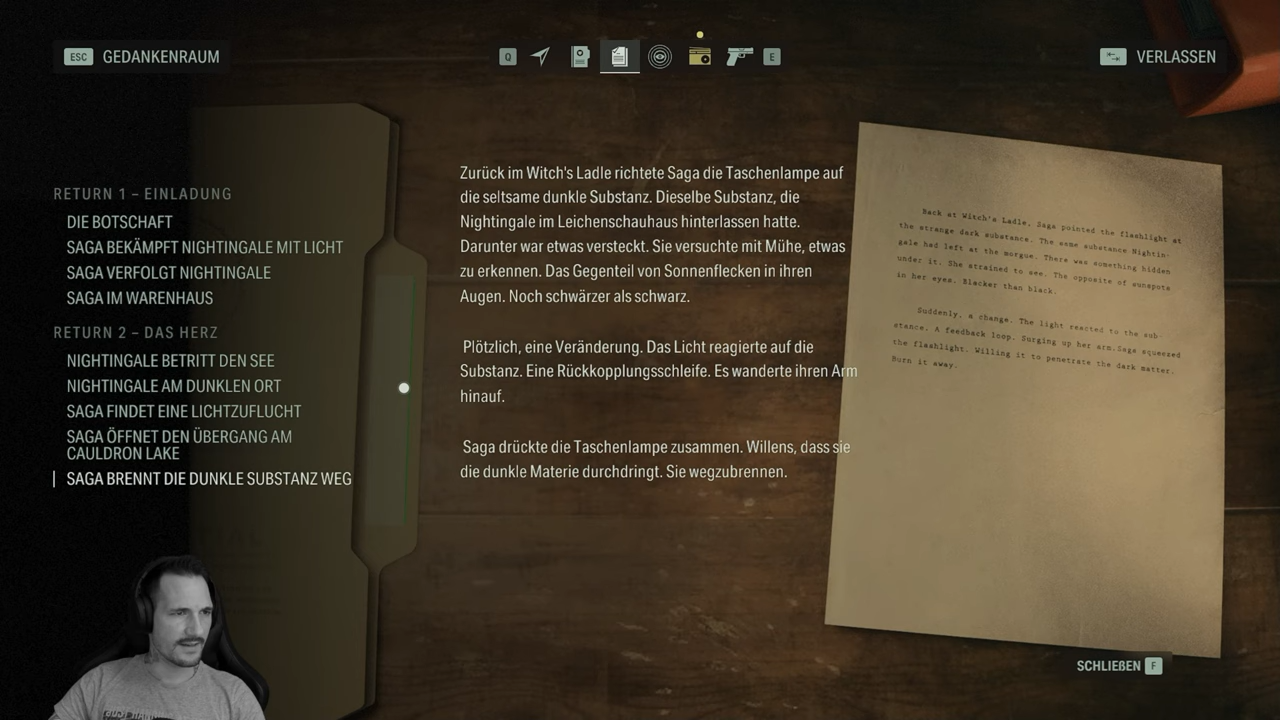 ESC GEDANKENRAUM
Q
E
VERLASSEN
RETURN 1 – EINLADUNG
DIE BOTSCHAFT
SAGA BEKÄMPFT NIGHTINGALE MIT LICHT
SAGA VERFOLGT NIGHTINGALE
SAGA IM WARENHAUS
RETURN 2 – DAS HERZ
NIGHTINGALE BETRITT DEN SEE
NIGHTINGALE AM DUNKLEN ORT
SAGA FINDET EINE LICHTZUFLUCHT
SAGA ÖFFNET DEN ÜBERGANG AM
CAULDRON LAKE
SAGA BRENNT DIE DUNKLE SUBSTANZ WEG
Zurück im Witch's Ladle richtete Saga die Taschenlampe auf
die seltsame dunkle Substanz. Dieselbe Substanz, die
Nightingale im Leichenschauhaus hinterlassen hatte.
Darunter war etwas versteckt. Sie versuchte mit Mühe, etwas
zu erkennen. Das Gegenteil von Sonnenflecken in ihren
Augen. Noch schwärzer als schwarz.
Plötzlich, eine Veränderung. Das Licht reagierte auf die
Substanz. Eine Rückkopplungsschleife. Es wanderte ihren Arm
hinauf.
Saga drückte die Taschenlampe zusammen. Willens, dass sie
die dunkle Materie durchdringt. Sie wegzubrennen.
Back at Witch's Ladle, Saga pointed the flashlight at
the strange dark substance. The same substance Nightin-
gale had left at the morgue. There was something hidden
under it. She strained to see. The opposite of sunspots
in her eyes. Blacker than black.
Suddenly, a change. The light reacted to the sub-
stance. A feedback loop. Surging up her arm.Saga squeezed
the flashlight. Willing it to penetrate the dark matter.
Burn it away.
SCHLIEẞEN F